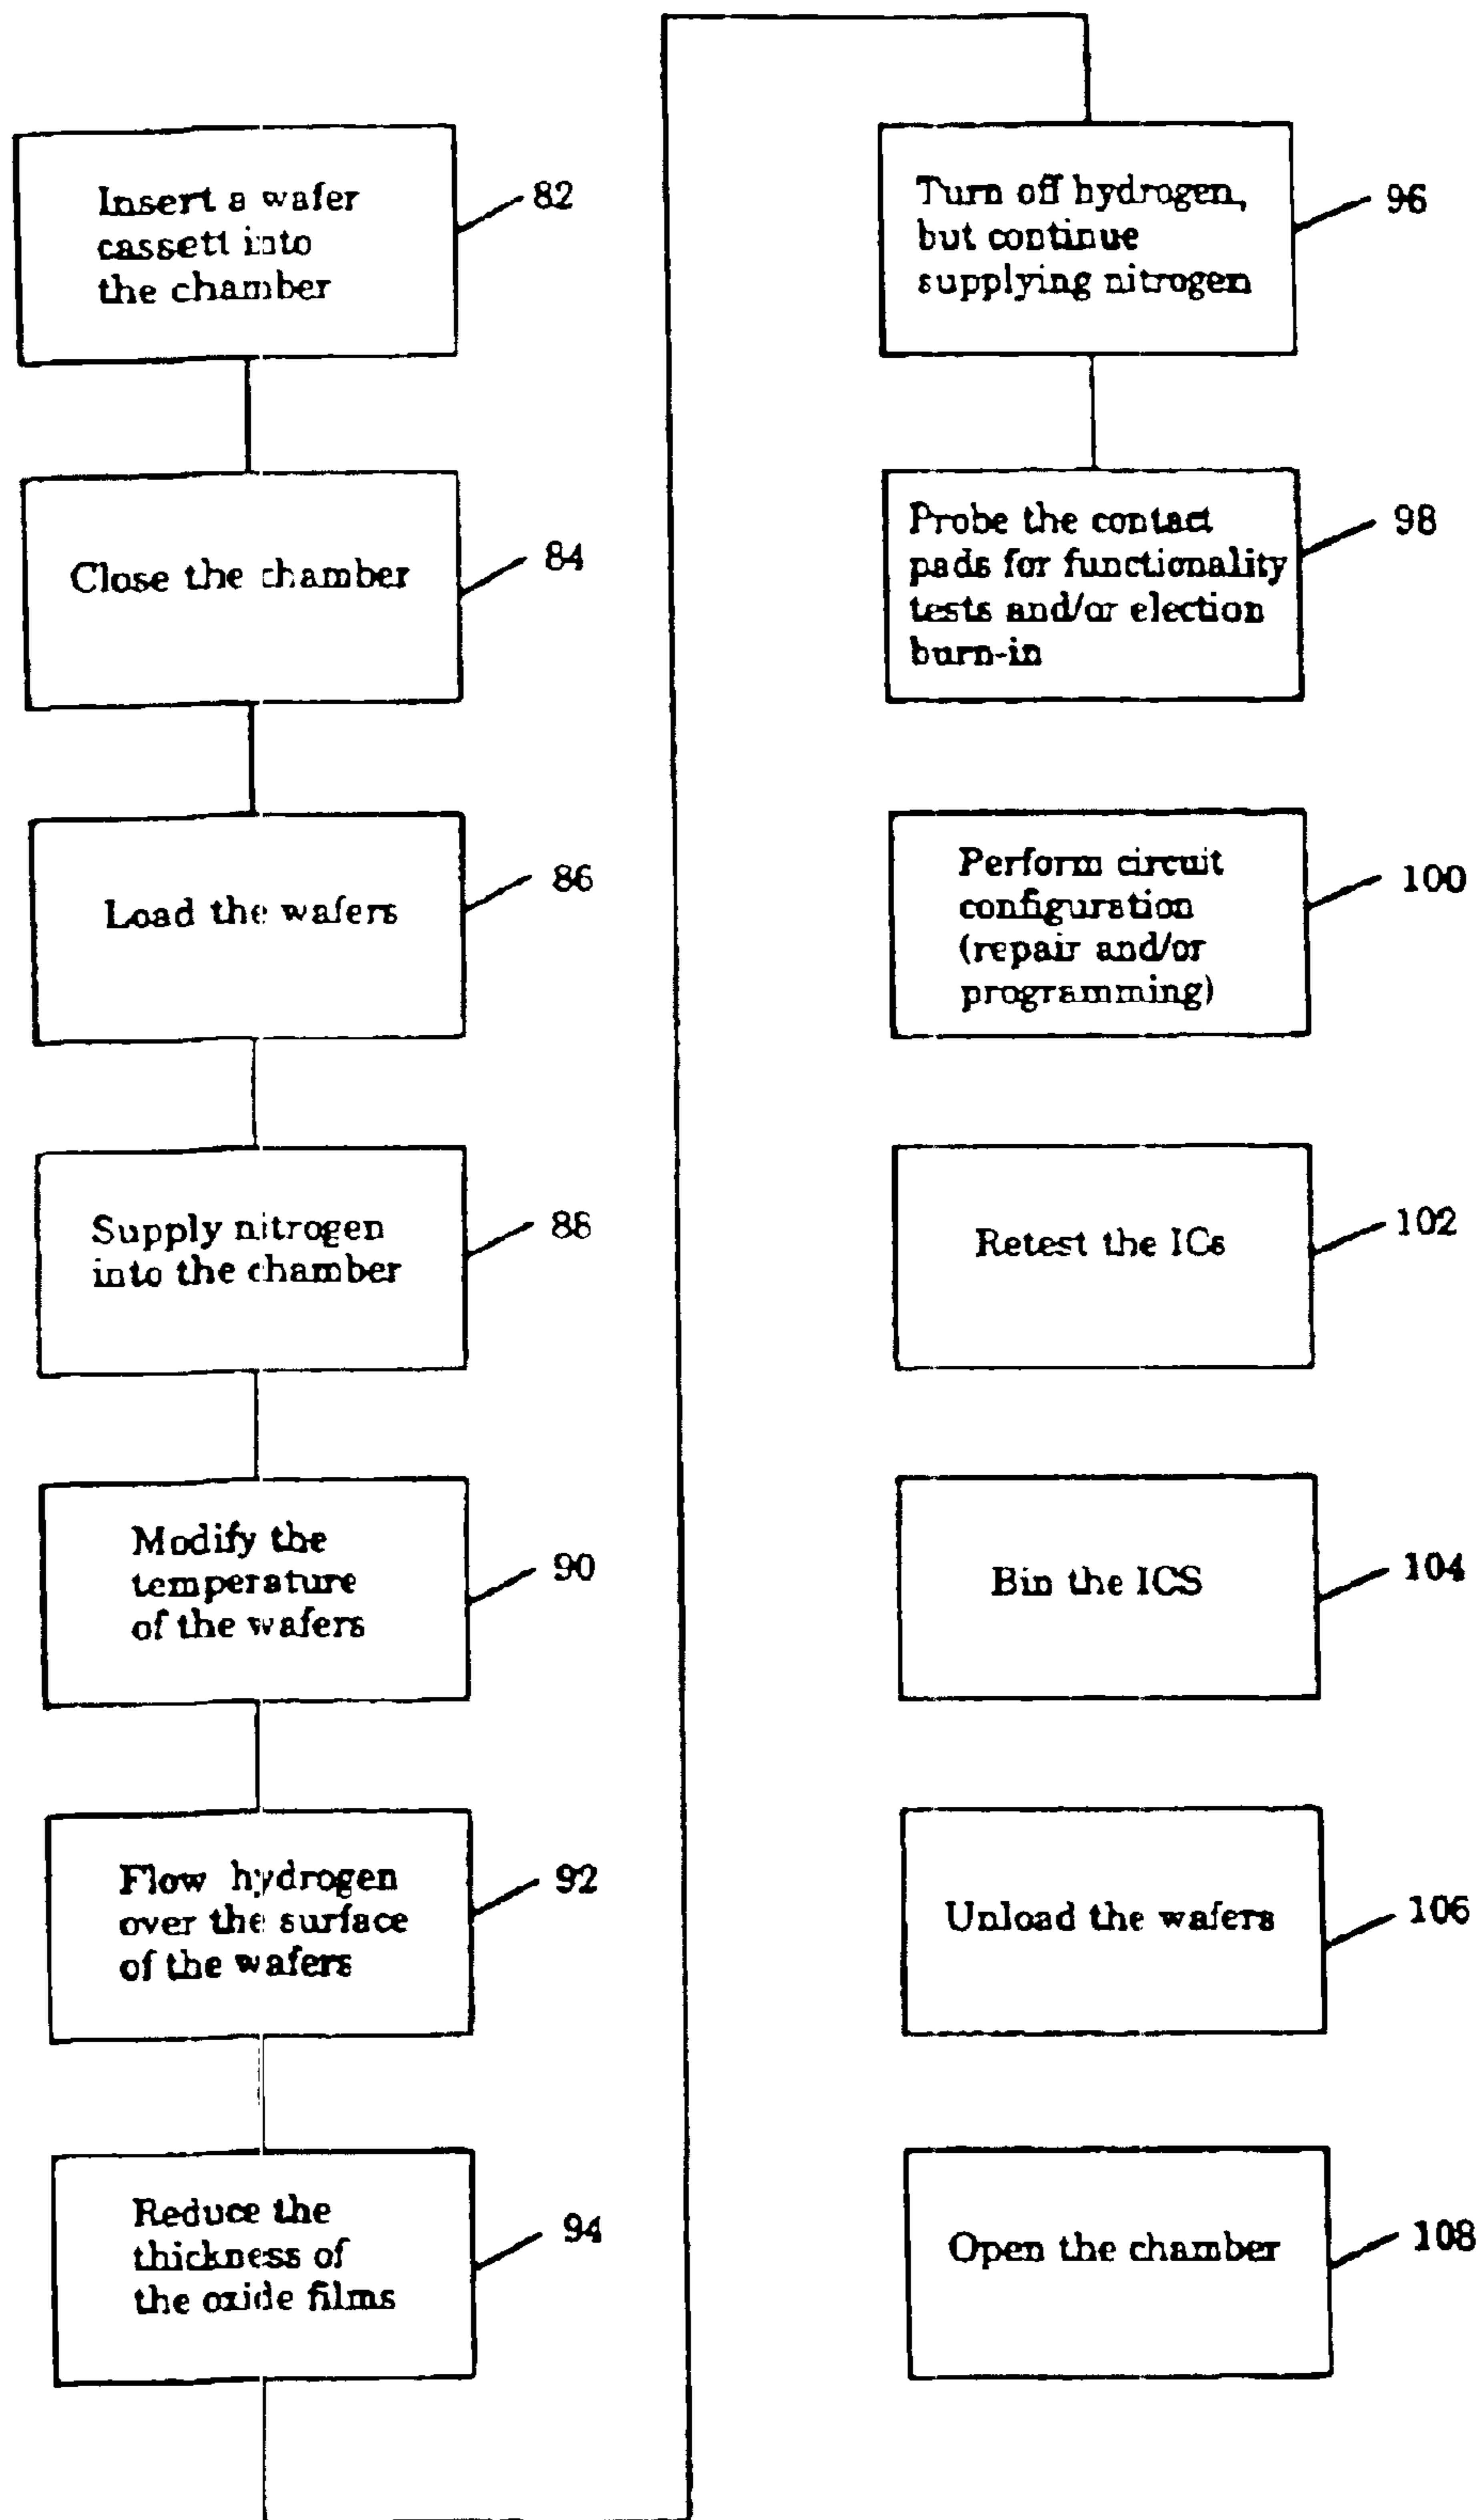 Insert a wafer
cassett into
the chamber
82
Close the chamber
84
Load the wafers
86
Supply nitrogen
into the chamber
88
Modify the
temperature
of the wafers
90
Flow hydrogen
over the surface
of the wafers
92
Reduce the
thickness of
the oxide films
94
Turn off hydrogen,
but continue
supplying nitrogen
96
Probe the contact
pads for functionality
tests and/or election
burn-in
98
Perform circuit
configuration
(repair and/or
programming)
100
Retest the ICs
102
Bin the ICS
104
Unload the wafers
106
Open the chamber
108